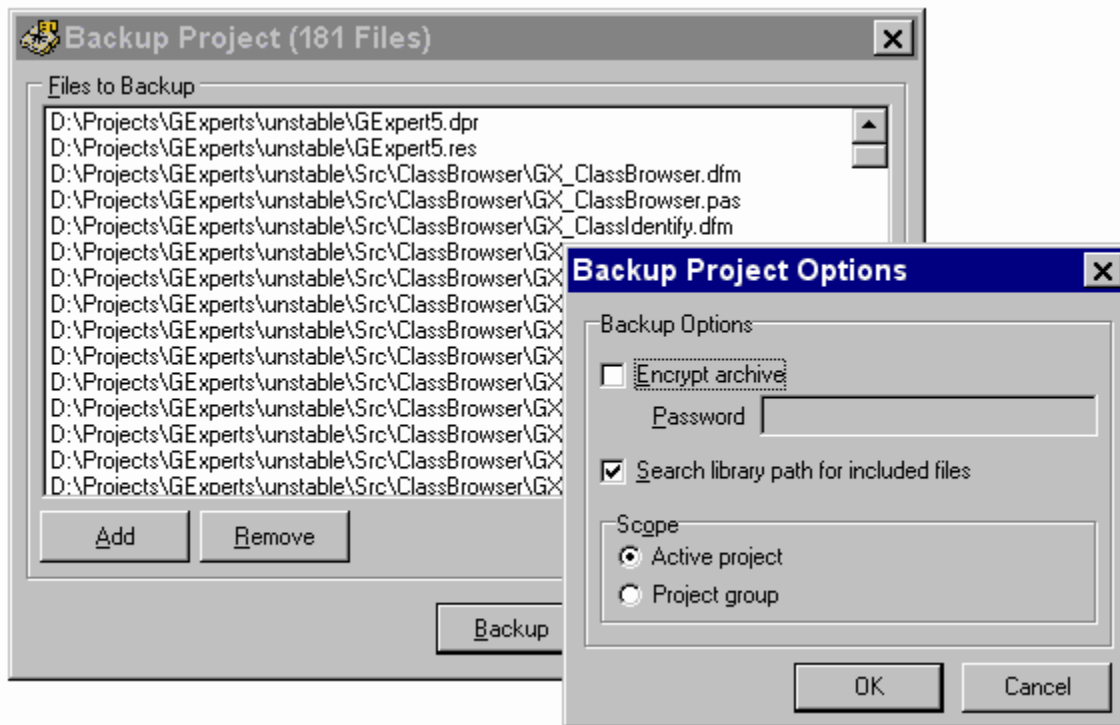 Backup Project (181 Files)
Files to Backup
D:\Projects\GExperts\unstable\GExpert5.dpr
D:\Projects\GExperts\unstable\GExpert5.res
D:\Projects\GExperts\unstable\Src\ClassBrowser\GX_ClassBrowser.dfm
D:\Projects\GExperts\unstable\Src\ClassBrowser\GX_ClassBrowser.pas
D:\Projects\GExperts\unstable\Src\ClassBrowser\GX_ClassIdentify.dfm
D:\Projects\GExperts\unstable\Src\ClassBrowser\GX
D:\Projects\GExperts\unstable\Src\ClassBrowser\GX
D:\Projects\GExperts\unstable\Src\ClassBrowser\GX
D:\Projects\GExperts\unstable\Src\ClassBrowser\GX
D:\Projects\GExperts\unstable\Src\ClassBrowser\GX
D:\Projects\GExperts\unstable\Src\ClassBrowser\GX
D:\Projects\GExperts\unstable\Src\ClassBrowser\GX
D:\Projects\GExperts\unstable\Src\ClassBrowser\GX
D:\Projects\GExperts\unstable\Src\ClassBrowser\GX
D:\Projects\GExperts\unstable\Src\ClassBrowser\GX
Add Remove
Backup
Backup Project Options
Backup Options
Encrypt archive
Password
Search library path for included files
Scope
Active project
Project group
OK Cancel